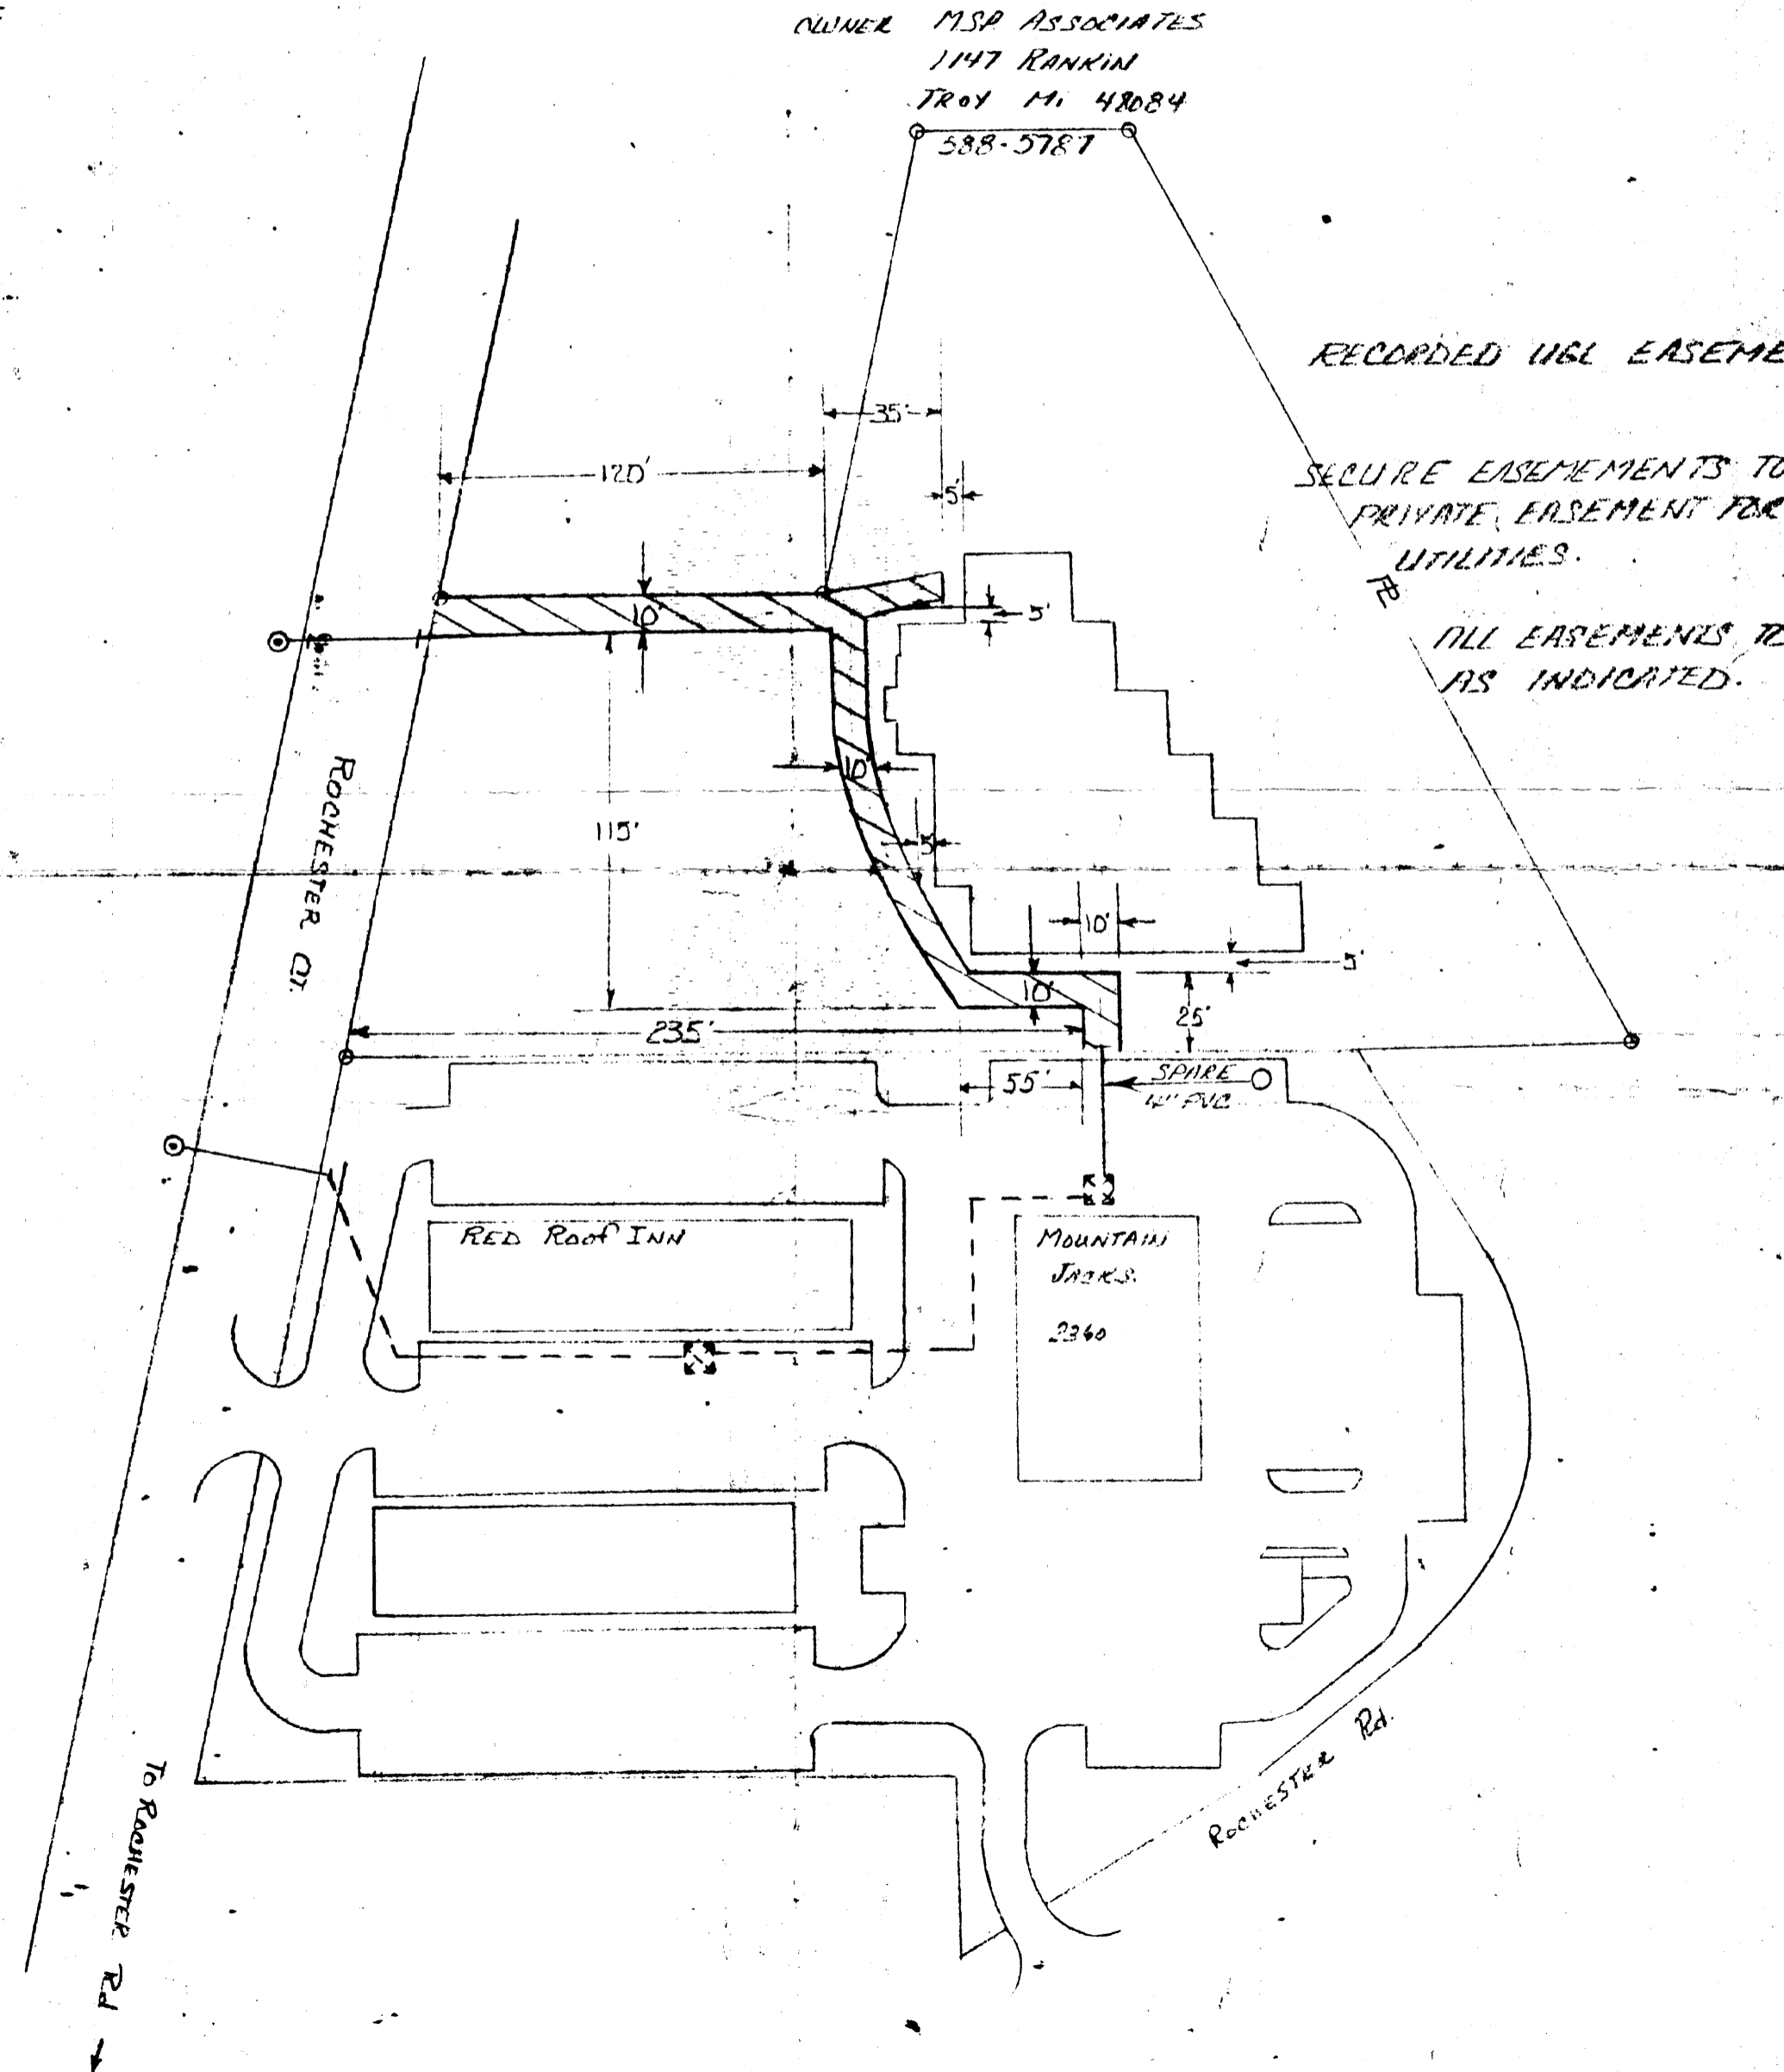 OWNER MSP ASSOCIATES
1147 RANKIN
TROY Mi 48084
588-5787
RECORDED UGL EASEME
35'
120'
5'
SECURE EASEMEMENTS TO
PRIVATE EASEMENT FOR
UTILITIES.
PL
10'
5'
ALL EASEMENTS TO
AS INDICATED.
10'
ROCHESTER CT.
115'
5'
10'
5'
10'
25'
235'
55'
SPARE
4" PVC
RED ROOF INN
MOUNTAIN
JACKS.
2360
ROCHESTER Rd.
TO ROCHESTER Rd